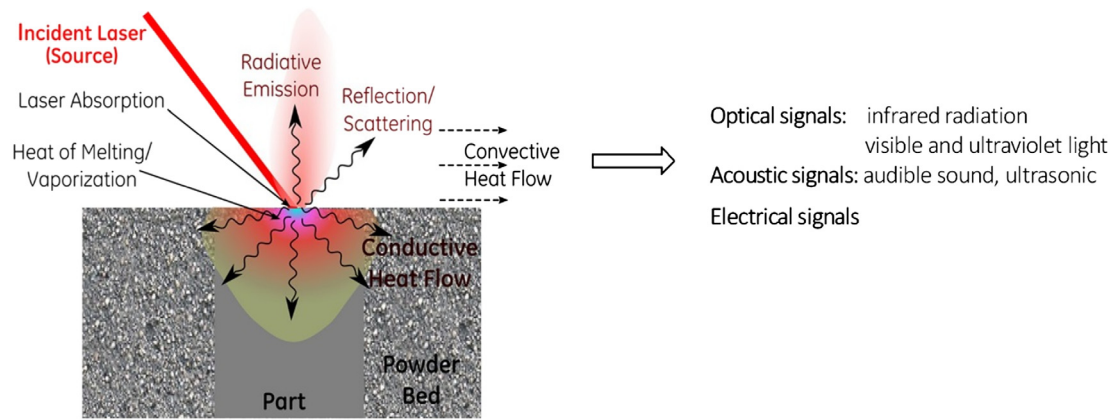 Incident Laser
(Source)
Laser Absorption
Heat of Melting/
Vaporization
Radiative
Emission
Reflection/
Scattering
Convective
Heat Flow
Conductive
Heat Flow
Powder
Bed
Part
Optical signals: infrared radiation
visible and ultraviolet light
Acoustic signals: audible sound, ultrasonic
Electrical signals